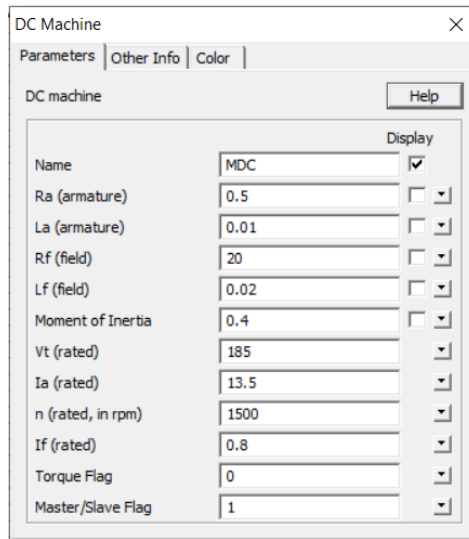 DC Machine
Parameters Other Info Color
DC machine Help
Display
Name MDC
Ra (armature) 0.5
La (armature) 0.01
Rf (field) 20
Lf (field) 0.02
Moment of Inertia 0.4
Vt (rated) 185
Ia (rated) 13.5
n (rated, in rpm) 1500
If (rated) 0.8
Torque Flag 0
Master/Slave Flag 1